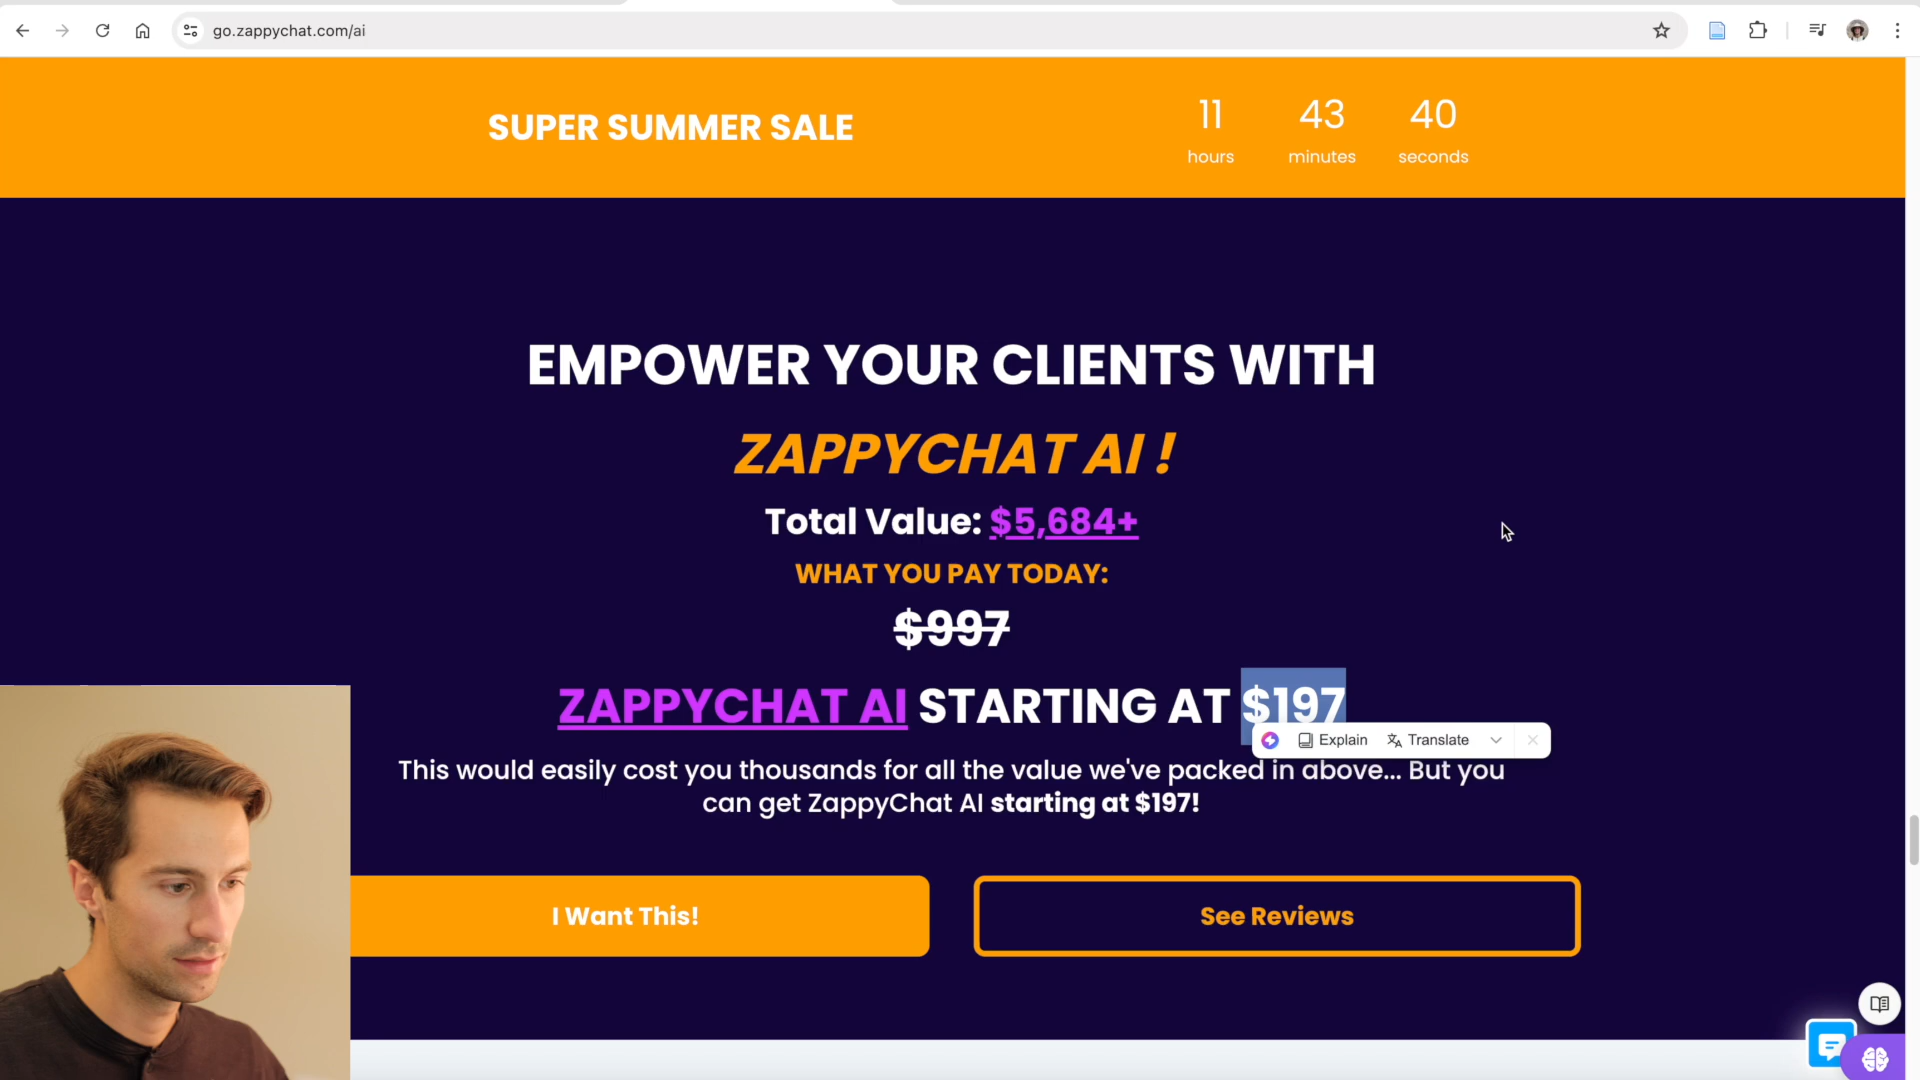 go.zappychat.com/ai
SUPER SUMMER SALE
11 43 40
hours minutes seconds
EMPOWER YOUR CLIENTS WITH
ZAPPYCHAT AI !
Total Value: $5,684+
WHAT YOU PAY TODAY:
$997
ZAPPYCHAT AI STARTING AT $197
Explain Translate
This would easily cost you thousands for all the value we've packed in above... But you
can get ZappyChat AI starting at $197!
I Want This! See Reviews